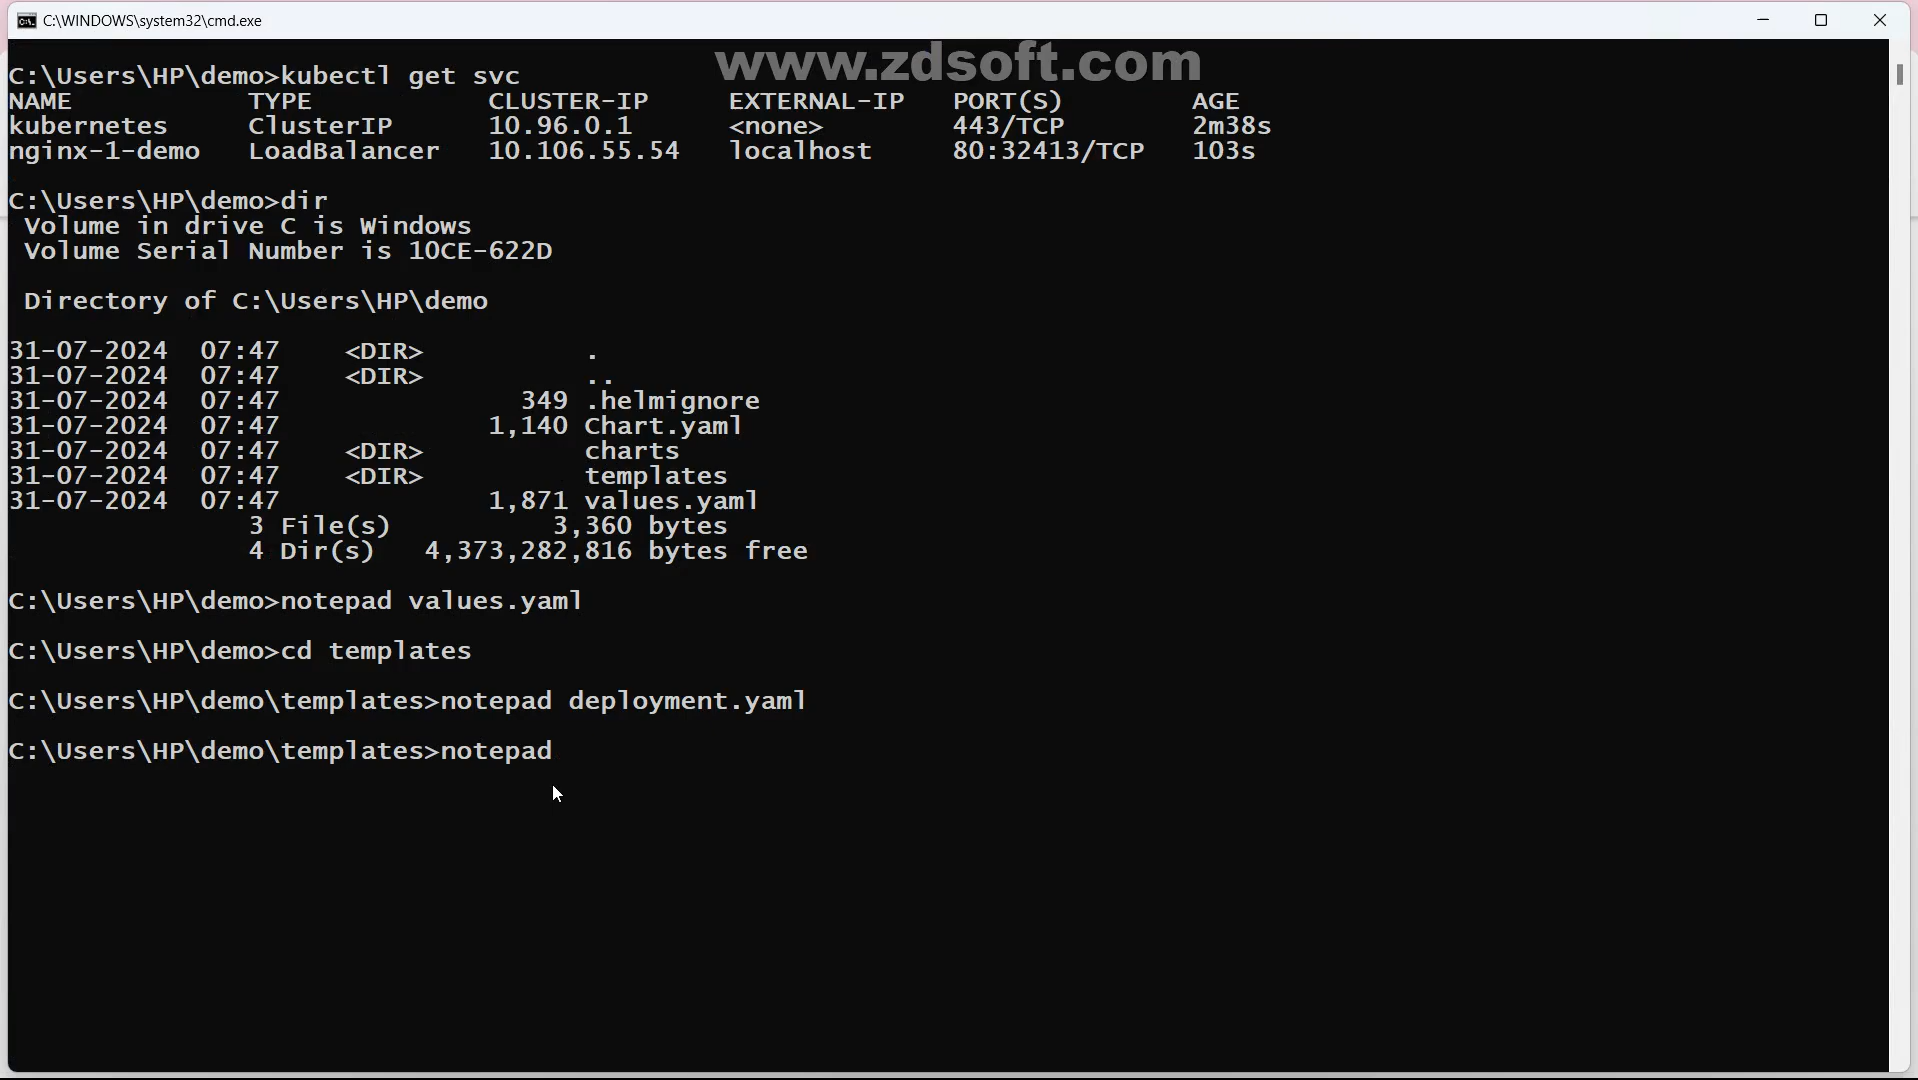 C:\WINDOWS\system32\cmd.exe
www.zdsoft.com
C:\Users\HP\demo>kubectl get svc
NAME TYPE CLUSTER-IP EXTERNAL-IP PORT(S) AGE
kubernetes ClusterIP 10.96.0.1 <none> 443/TCP 2m38s
nginx-1-demo LoadBalancer 10.106.55.54 localhost 80:32413/TCP 103s
C:\Users\HP\demo>dir
Volume in drive C is Windows
Volume Serial Number is 10CE-622D
Directory of C:\Users\HP\demo
31-07-2024 07:47 <DIR> .
31-07-2024 07:47 <DIR> ..
31-07-2024 07:47 349 .helmignore
31-07-2024 07:47 1,140 Chart.yaml
31-07-2024 07:47 <DIR> charts
31-07-2024 07:47 <DIR> templates
31-07-2024 07:47 1,871 values.yaml
3 File(s) 3,360 bytes
4 Dir(s) 4,373,282,816 bytes free
C:\Users\HP\demo>notepad values.yaml
C:\Users\HP\demo>cd templates
C:\Users\HP\demo\templates>notepad deployment.yaml
C:\Users\HP\demo\templates>notepad